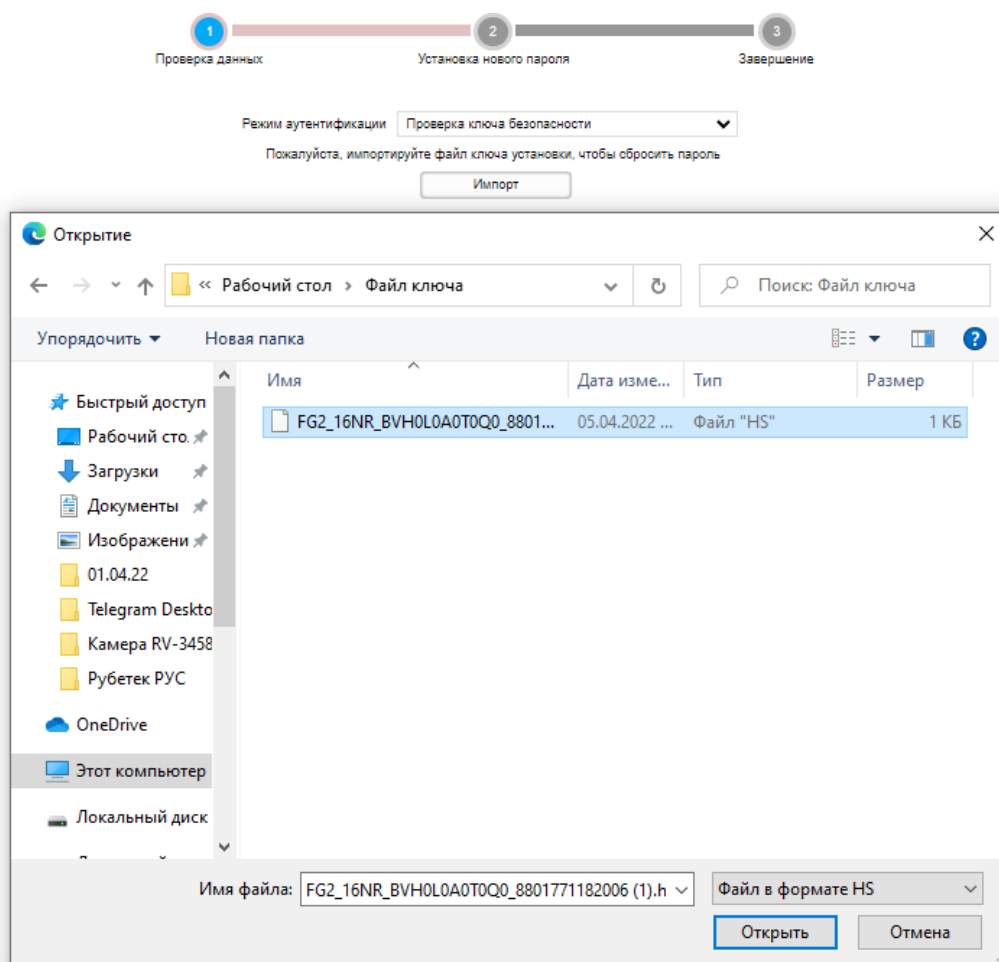 1
2
3
Проверка данных
Установка нового пароля
Завершение
Режим аутентификации
Проверка ключа безопасности
Пожалуйста, импортируйте файл ключа установки, чтобы сбросить пароль
Импорт
Открытие
« Рабочий стол › Файл ключа
Поиск: Файл ключа
Упорядочить
Новая папка
?
Имя
Дата изме...
Тип
Размер
FG2_16NR_BVH0L0A0T0Q0_8801...
05.04.2022 ...
Файл "HS"
1 КБ
Быстрый доступ
Рабочий сто.
Загрузки
Документы
Изображени
01.04.22
Telegram Deskto
Камера RV-3458
Рубетек РУС
OneDrive
Этот компьютер
Локальный диск
Имя файла:
FG2_16NR_BVH0L0A0T0Q0_8801771182006 (1).h
Файл в формате HS
Открыть
Отмена